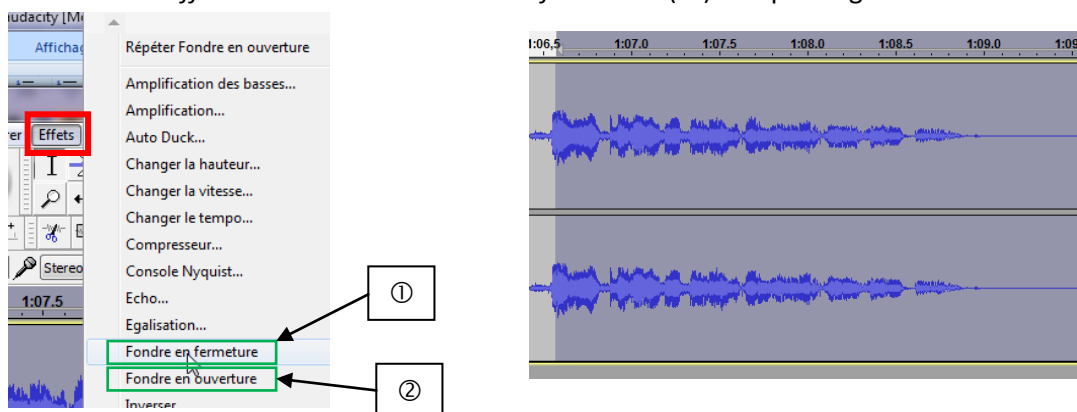 udacity [M
Affichag
Répéter Fondre en ouverture
Amplification des basses...
Amplification...
Effets
Auto Duck...
Changer la hauteur...
Changer la vitesse...
Changer le tempo...
Compresseur...
Stereo
Console Nyquist...
1:07.5
Echo...
Egalisation...
Fondre en fermeture
Fondre en ouverture
Inverser
①
②
1:06,5 1:07.0 1:07.5 1:08.0 1:08.5 1:09.0 1:09